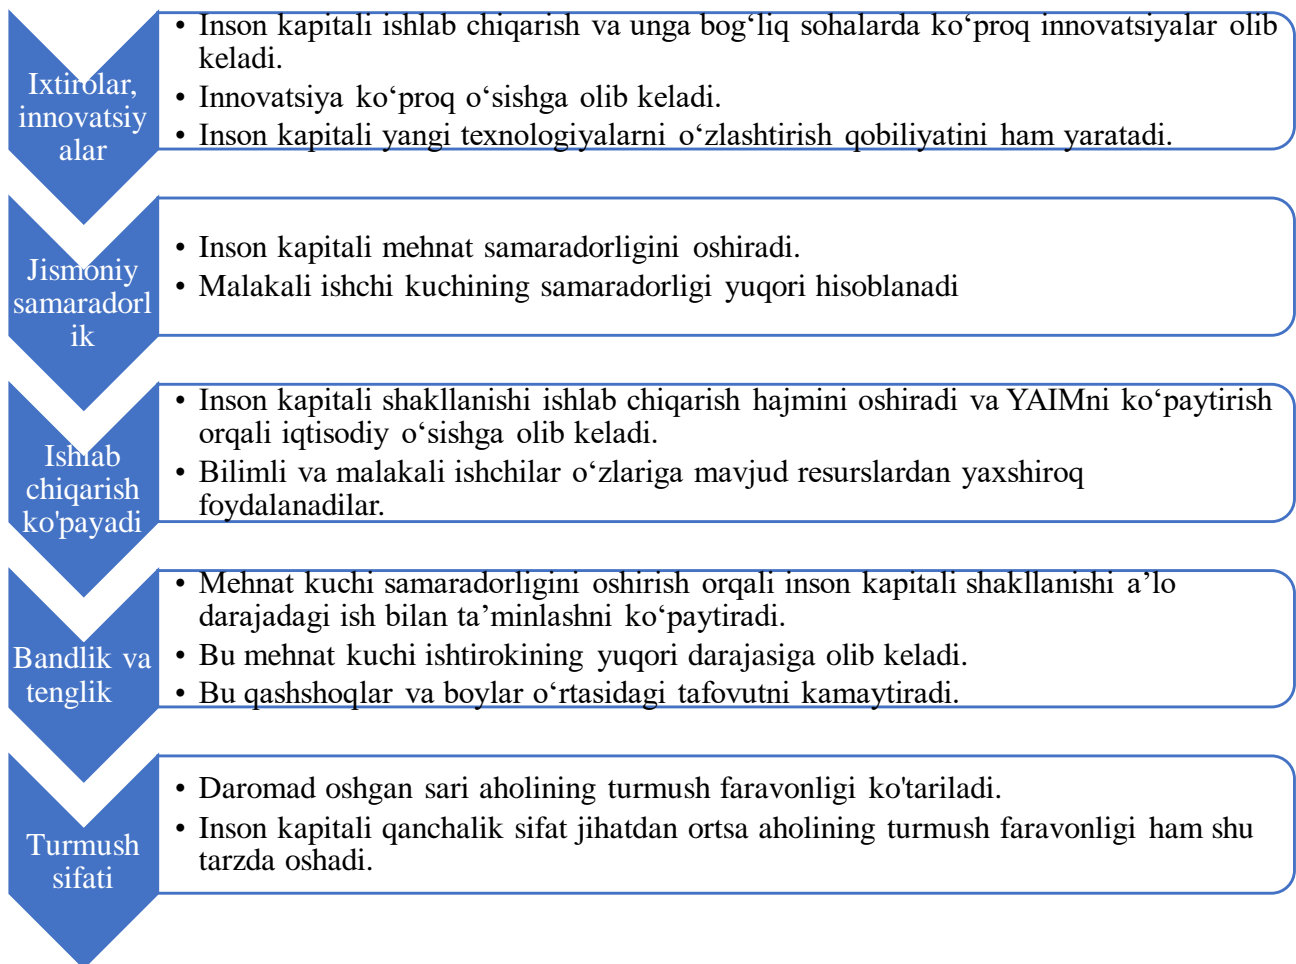 Ixtirolar,
innovatsiy
alar
• Inson kapitali ishlab chiqarish va unga bog‘liq sohalarda ko‘proq innovatsiyalar olib
keladi.
• Innovatsiya ko‘proq o‘sishga olib keladi.
• Inson kapitali yangi texnologiyalarni o‘zlashtirish qobiliyatini ham yaratadi.
Jismoniy
samaradorl
ik
• Inson kapitali mehnat samaradorligini oshiradi.
• Malakali ishchi kuchining samaradorligi yuqori hisoblanadi
Ishlab
chiqarish
ko'payadi
• Inson kapitali shakllanishi ishlab chiqarish hajmini oshiradi va YAIMni ko‘paytirish
orqali iqtisodiy o‘sishga olib keladi.
• Bilimli va malakali ishchilar o‘zlariga mavjud resurslardan yaxshiroq
foydalanadilar.
Bandlik va
tenglik
• Mehnat kuchi samaradorligini oshirish orqali inson kapitali shakllanishi a’lo
darajadagi ish bilan ta’minlashni ko‘paytiradi.
• Bu mehnat kuchi ishtirokining yuqori darajasiga olib keladi.
• Bu qashshoqlar va boylar o‘rtasidagi tafovutni kamaytiradi.
Turmush
sifati
• Daromad oshgan sari aholining turmush faravonligi ko'tariladi.
• Inson kapitali qanchalik sifat jihatdan ortsa aholining turmush faravonligi ham shu
tarzda oshadi.